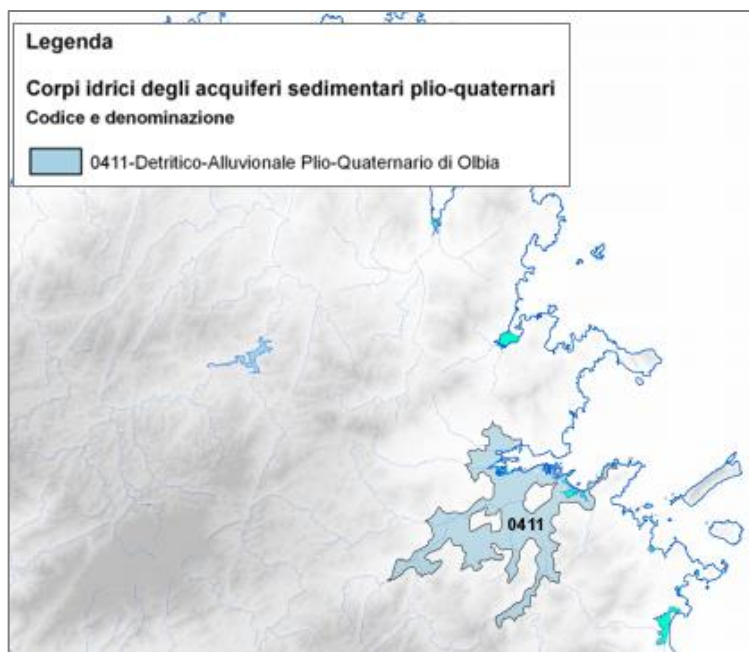 Legenda
Corpi idrici degli acquiferi sedimentari plio-quaternari
Codice e denominazione
0411-Detritico-Alluvionale Plio-Quaternario di Olbia
0411